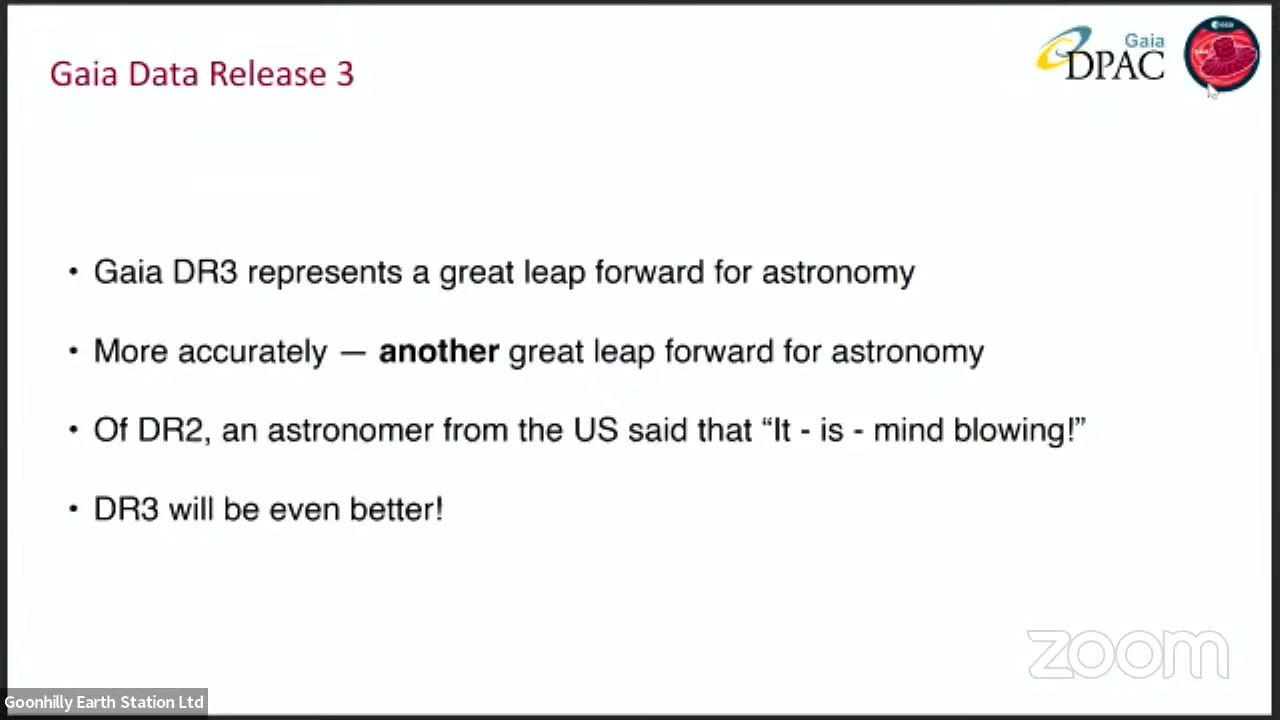 Gaia Data Release 3
Gaia
DPAC
esa
• Gaia DR3 represents a great leap forward for astronomy
• More accurately — another great leap forward for astronomy
• Of DR2, an astronomer from the US said that “It - is - mind blowing!”
• DR3 will be even better!
zoom
Goonhilly Earth Station Ltd